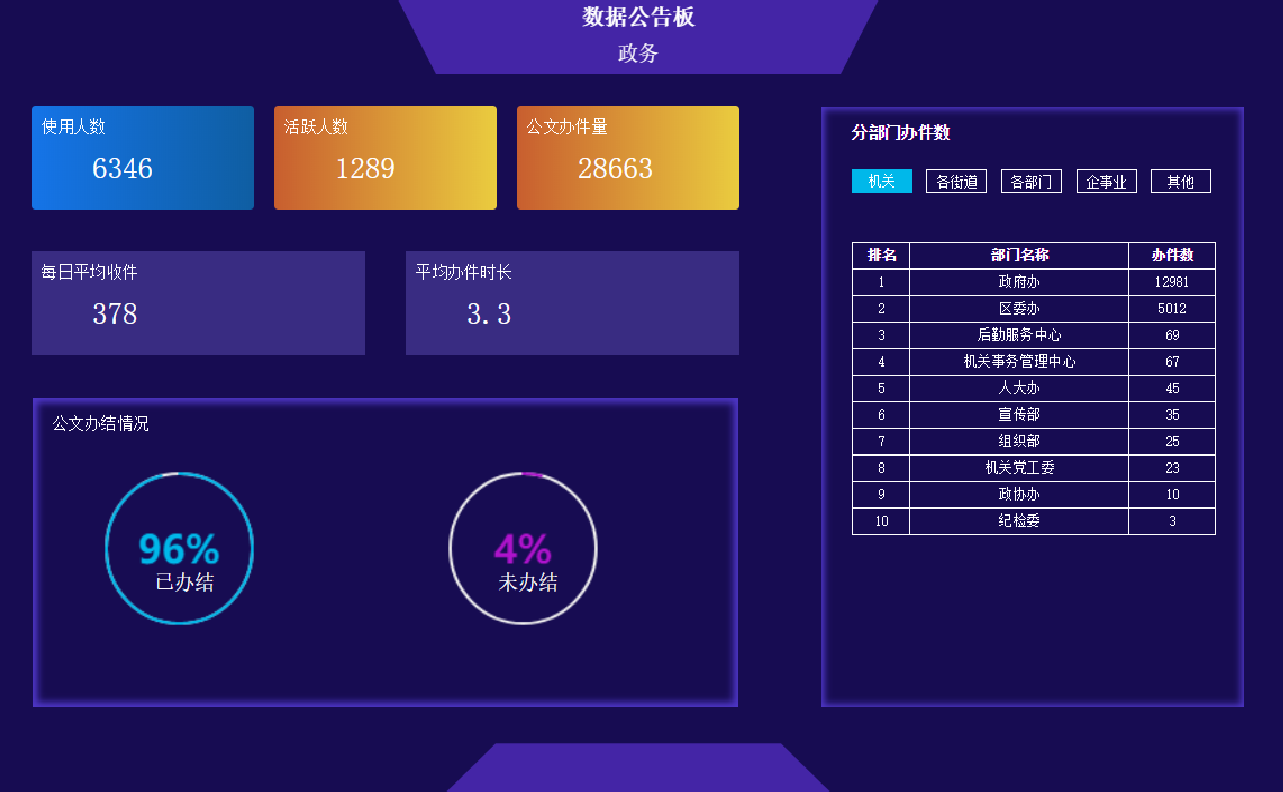 数据公告板
政务
使用人数
6346
活跃人数
1289
公文办件量
28663
每日平均收件
378
平均办件时长
3.3
公文办结情况
96%
已办结
4%
未办结
分部门办件数
机关 各街道 各部门 企事业 其他
排名 部门名称 办件数
1 政府办 12981
2 区委办 5012
3 后勤服务中心 69
4 机关事务管理中心 67
5 人大办 45
6 宣传部 35
7 组织部 25
8 机关党工委 23
9 政协办 10
10 纪检委 3